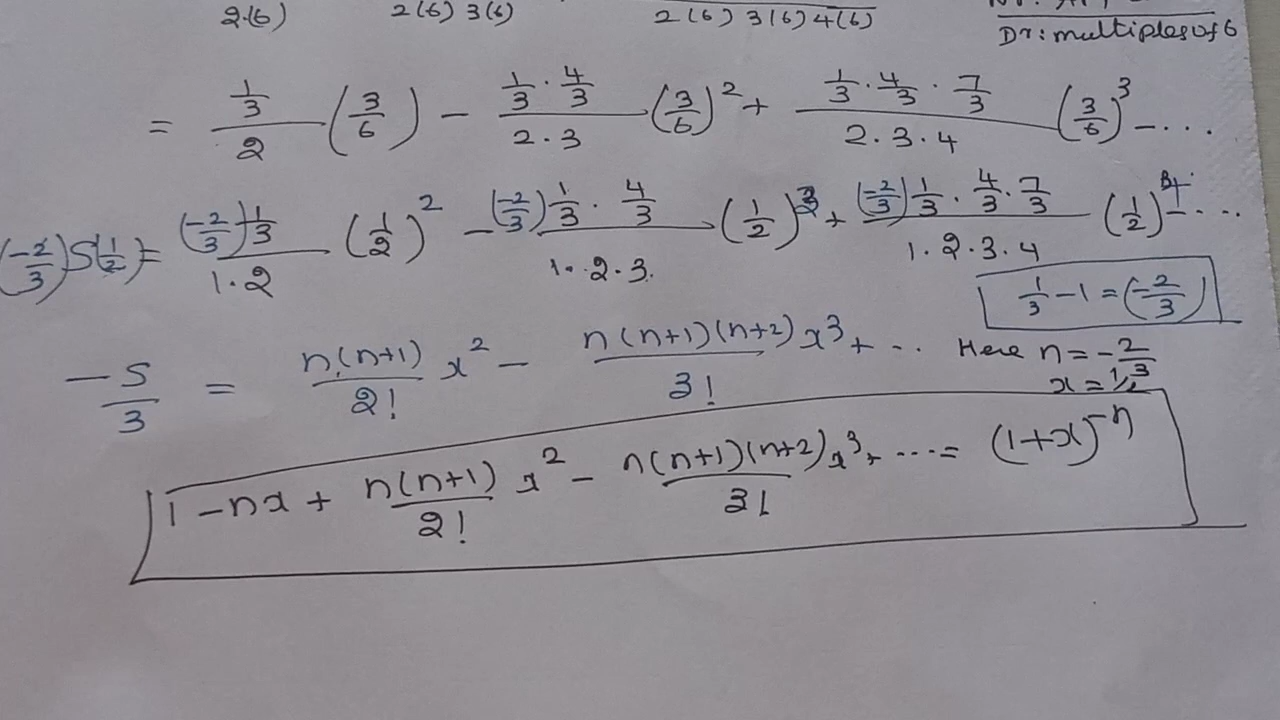 2·(6) 2(6)3(6) 2(6)3(6)4(6)
Dr: multiples of 6
= (1/3)/2 (3/6) - (1/3 · 4/3)/(2·3) (3/6)² + (1/3 · 4/3 · 7/3)/(2·3·4) (3/6)³ - ....
(-2/3)S(1/2) = ((-2/3) 1/3)/(1·2) (1/2)² - ((-2/3) 1/3 · 4/3)/(1·2·3.) (1/2)³ + ((-2/3) 1/3 · 4/3 · 7/3)/(1·2·3·4) (1/2)⁴ - ....
1/3 - 1 = (-2/3)
-S/3 = n(n+1)/2! x² - n(n+1)(n+2)/3! x³ + .. Here n = -2/3
x = 1/2
1 - nx + n(n+1)/2! x² - n(n+1)(n+2)/3! x³ + .... = (1+x)⁻ⁿ